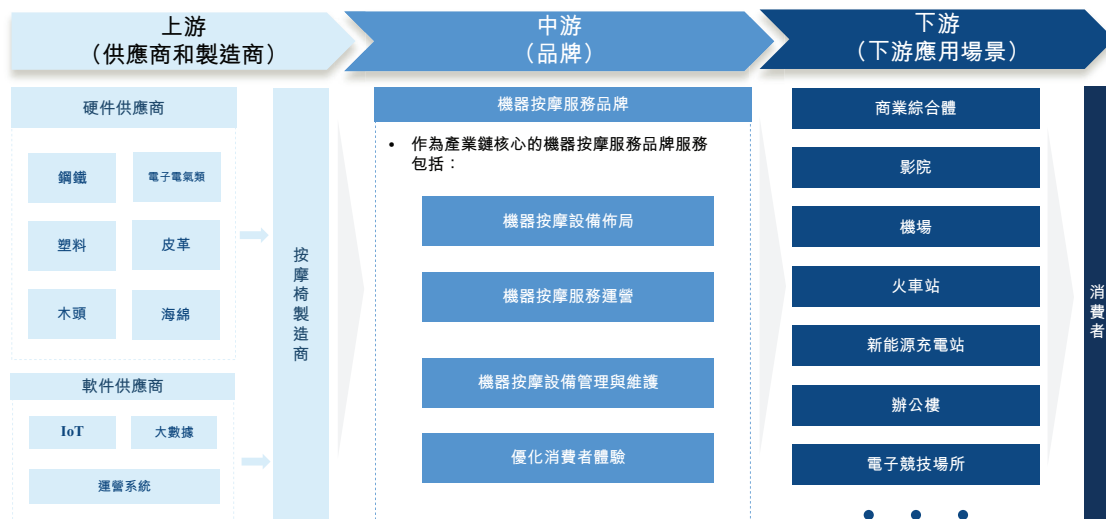 上游
（供應商和製造商）
中游
（品牌）
下游
（下游應用場景）
硬件供應商
鋼鐵
電子電氣類
塑料
皮革
木頭
海綿
軟件供應商
IoT
大數據
運營系統
按摩椅製造商
機器按摩服務品牌
• 作為產業鏈核心的機器按摩服務品牌服務
包括：
機器按摩設備佈局
機器按摩服務運營
機器按摩設備管理與維護
優化消費者體驗
商業綜合體
影院
機場
火車站
新能源充電站
辦公樓
電子競技場所
• • •
消費者